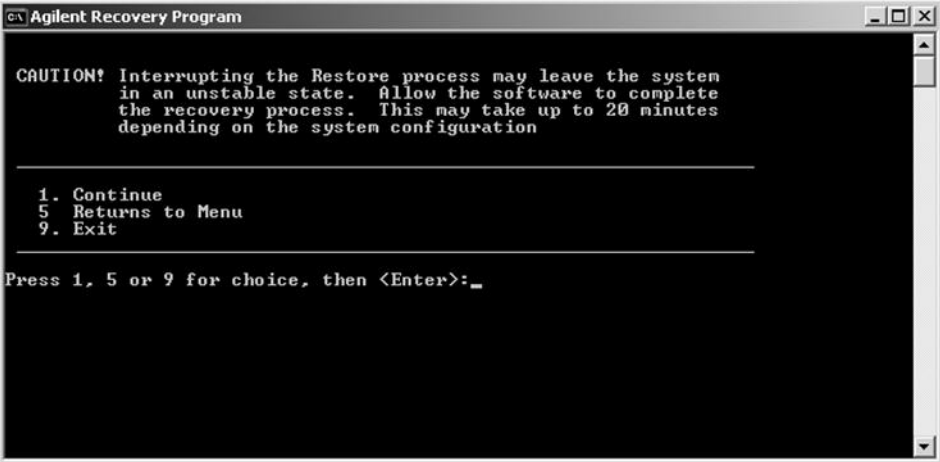 Agilent Recovery Program
CAUTION! Interrupting the Restore process may leave the system
in an unstable state. Allow the software to complete
the recovery process. This may take up to 20 minutes
depending on the system configuration
1. Continue
5 Returns to Menu
9. Exit
Press 1, 5 or 9 for choice, then <Enter>:_